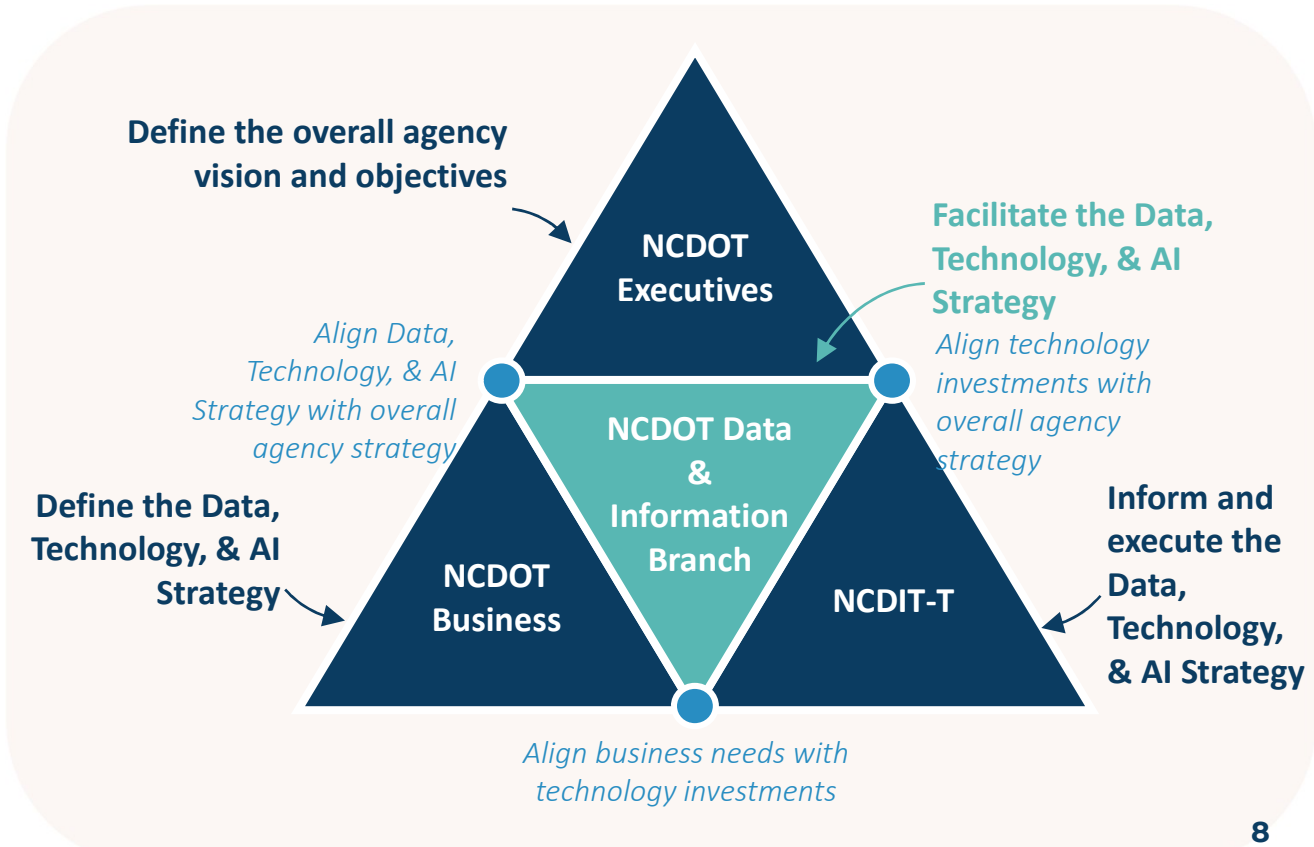 Define the overall agency
vision and objectives
NCDOT
Executives
Facilitate the Data,
Technology, & AI
Strategy
Align Data,
Technology, & AI
Strategy with overall
agency strategy
Align technology
investments with
overall agency
strategy
NCDOT Data
&
Information
Branch
Define the Data,
Technology, & AI
Strategy
NCDOT
Business
NCDIT-T
Inform and
execute the
Data,
Technology,
& AI Strategy
Align business needs with
technology investments
8